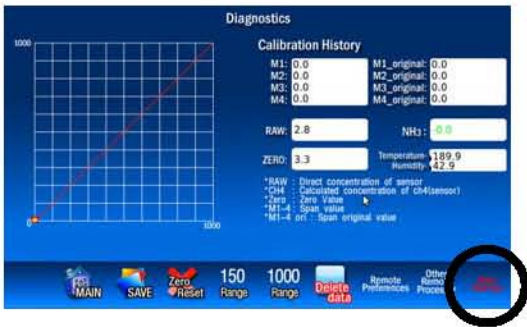 Diagnostics
Calibration History
1000
M1: 0.0 M1_original: 0.0
M2: 0.0 M2_original: 0.0
M3: 0.0 M3_original: 0.0
M4: 0.0 M4_original: 0.0
RAW: 2.8 NH3: -0.0
ZERO: 3.3 Temperature 189.9
Humidity 42.9
*RAW : Direct concentration of sensor
*CH4 : Calculated concentration of ch4(sensor)
*Zero : Zero Value
*M1-4 : Span value
*M1-4 ori : Span original value
0 1000
MAIN SAVE Zero Reset 150 Range 1000 Range Delete data Remote Preferences Other